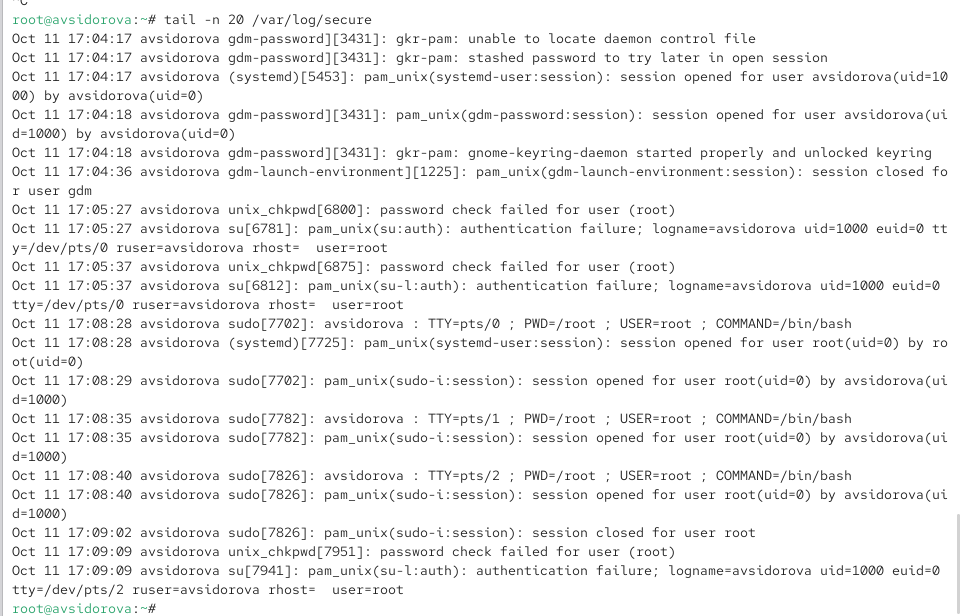 ^C
root@avsidorova:~# tail -n 20 /var/log/secure
Oct 11 17:04:17 avsidorova gdm-password][3431]: gkr-pam: unable to locate daemon control file
Oct 11 17:04:17 avsidorova gdm-password][3431]: gkr-pam: stashed password to try later in open session
Oct 11 17:04:17 avsidorova (systemd)[5453]: pam_unix(systemd-user:session): session opened for user avsidorova(uid=10
00) by avsidorova(uid=0)
Oct 11 17:04:18 avsidorova gdm-password][3431]: pam_unix(gdm-password:session): session opened for user avsidorova(ui
d=1000) by avsidorova(uid=0)
Oct 11 17:04:18 avsidorova gdm-password][3431]: gkr-pam: gnome-keyring-daemon started properly and unlocked keyring
Oct 11 17:04:36 avsidorova gdm-launch-environment][1225]: pam_unix(gdm-launch-environment:session): session closed fo
r user gdm
Oct 11 17:05:27 avsidorova unix_chkpwd[6800]: password check failed for user (root)
Oct 11 17:05:27 avsidorova su[6781]: pam_unix(su:auth): authentication failure; logname=avsidorova uid=1000 euid=0 tt
y=/dev/pts/0 ruser=avsidorova rhost=  user=root
Oct 11 17:05:37 avsidorova unix_chkpwd[6875]: password check failed for user (root)
Oct 11 17:05:37 avsidorova su[6812]: pam_unix(su-l:auth): authentication failure; logname=avsidorova uid=1000 euid=0
tty=/dev/pts/0 ruser=avsidorova rhost=  user=root
Oct 11 17:08:28 avsidorova sudo[7702]: avsidorova : TTY=pts/0 ; PWD=/root ; USER=root ; COMMAND=/bin/bash
Oct 11 17:08:28 avsidorova (systemd)[7725]: pam_unix(systemd-user:session): session opened for user root(uid=0) by ro
ot(uid=0)
Oct 11 17:08:29 avsidorova sudo[7702]: pam_unix(sudo-i:session): session opened for user root(uid=0) by avsidorova(ui
d=1000)
Oct 11 17:08:35 avsidorova sudo[7782]: avsidorova : TTY=pts/1 ; PWD=/root ; USER=root ; COMMAND=/bin/bash
Oct 11 17:08:35 avsidorova sudo[7782]: pam_unix(sudo-i:session): session opened for user root(uid=0) by avsidorova(ui
d=1000)
Oct 11 17:08:40 avsidorova sudo[7826]: avsidorova : TTY=pts/2 ; PWD=/root ; USER=root ; COMMAND=/bin/bash
Oct 11 17:08:40 avsidorova sudo[7826]: pam_unix(sudo-i:session): session opened for user root(uid=0) by avsidorova(ui
d=1000)
Oct 11 17:09:02 avsidorova sudo[7826]: pam_unix(sudo-i:session): session closed for user root
Oct 11 17:09:09 avsidorova unix_chkpwd[7951]: password check failed for user (root)
Oct 11 17:09:09 avsidorova su[7941]: pam_unix(su-l:auth): authentication failure; logname=avsidorova uid=1000 euid=0
tty=/dev/pts/2 ruser=avsidorova rhost=  user=root
root@avsidorova:~#